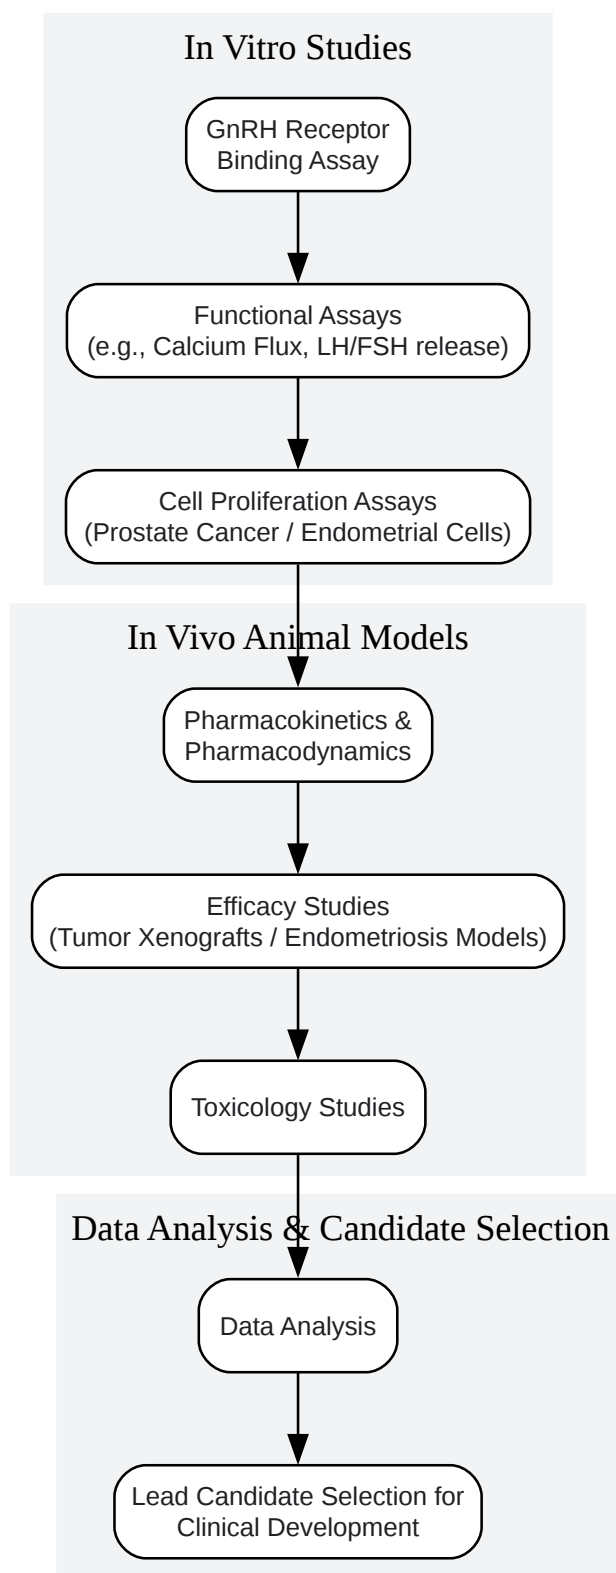 In Vitro Studies
GnRH Receptor
Binding Assay
Functional Assays
(e.g., Calcium Flux, LH/FSH release)
Cell Proliferation Assays
(Prostate Cancer / Endometrial Cells)
In Vivo Animal Models
Pharmacokinetics &
Pharmacodynamics
Efficacy Studies
(Tumor Xenografts / Endometriosis Models)
Toxicology Studies
Data Analysis & Candidate Selection
Data Analysis
Lead Candidate Selection for
Clinical Development